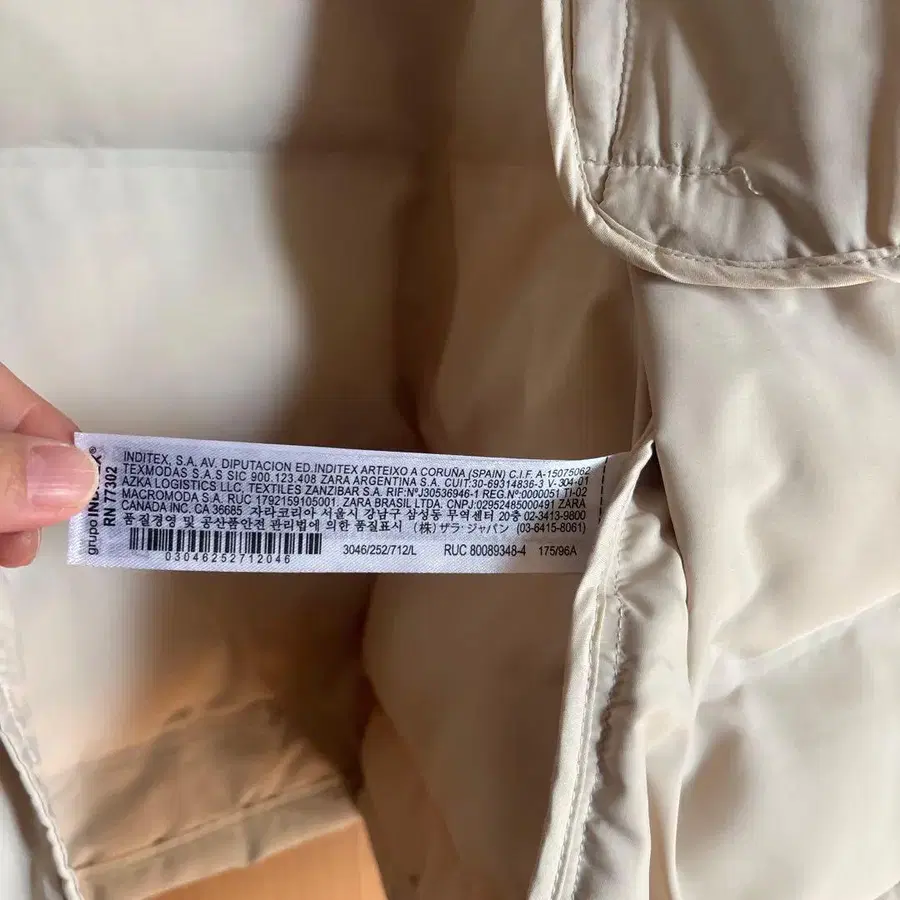 grupo INDITEX®
RN 77302
INDITEX, S.A, AV. DIPUTACION ED.INDITEX ARTEIXO A CORUÑA (SPAIN) C.I.F. A-15075062
TEXMODAS S.A.S SIC 900.123.408 ZARA ARGENTINA S.A. CUIT:30-69314836-3 V-304-01
AZKA LOGISTICS LLC, TEXTILES ZANZIBAR S.A. RIF:NºJ30536946-1 REG.Nº:0000051 TI-02
MACROMODA S.A. RUC 1792159105001. ZARA BRASIL LTDA. CNPJ:02952485000491 ZARA
CANADA INC. CA 36685 자라코리아 서울시 강남구 삼성동 무역센터 20층 02-3413-9800
품질경영 및 공산품안전 관리법에 의한 품질표시 (株) ザラ・ジャパン (03-6415-8061)
03046252712046
3046/252/712/L RUC 80089348-4 175/96A